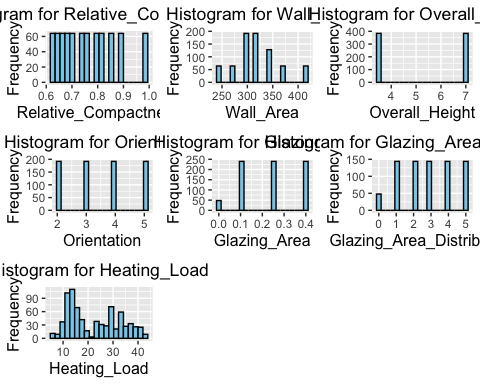 gram for Relative_Co
Frequency
60
40
20
0
0.6 0.7 0.8 0.9 1.0
Relative_Compactne
Histogram for Wall_
Frequency
200
150
100
50
0
250 300 350 400
Wall_Area
Histogram for Overall_
Frequency
400
300
200
100
0
4 5 6 7
Overall_Height
Histogram for Orien
Frequency
200
150
100
50
0
2 3 4 5
Orientation
Histogram for Glazing
Frequency
250
200
150
100
50
0
0.0 0.1 0.2 0.3 0.4
Glazing_Area
gram for Glazing_Area
Frequency
150
100
50
0
0 1 2 3 4 5
Glazing_Area_Distrib
istogram for Heating_Load
Frequency
90
60
30
0
10 20 30 40
Heating_Load